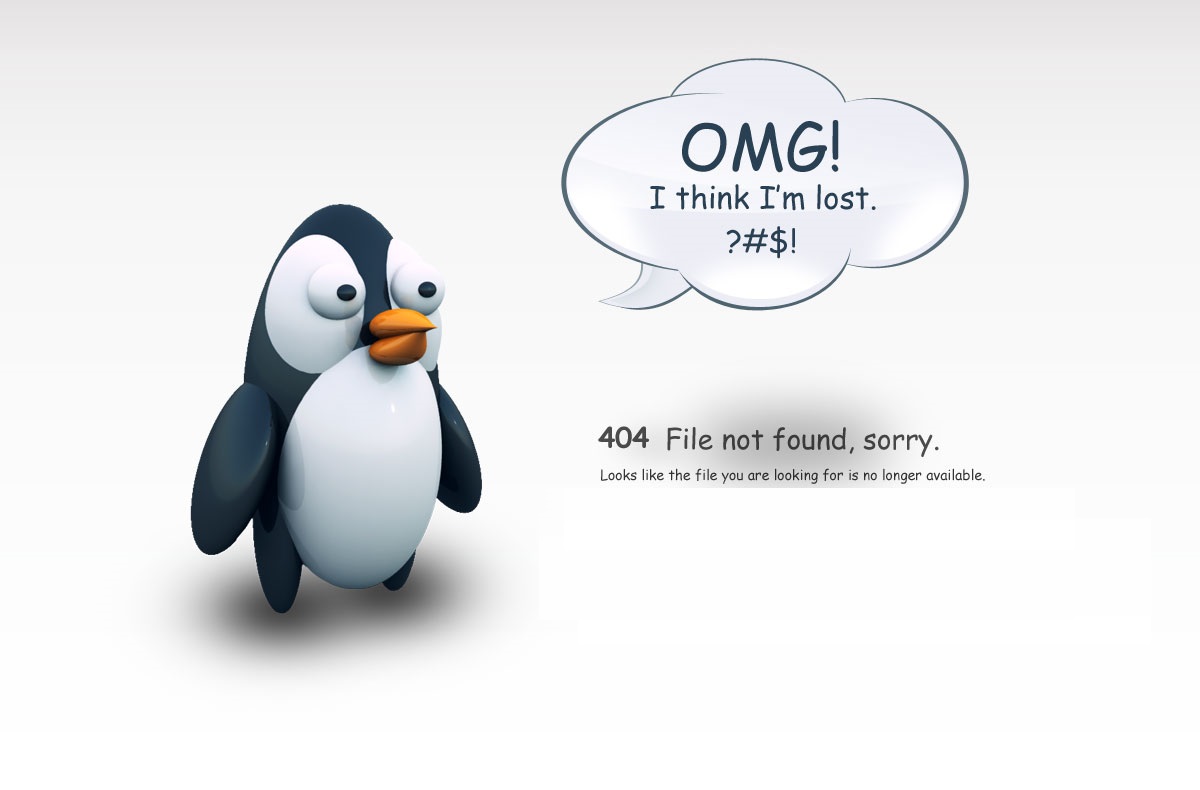 OMG!
I think I'm lost.
?#$!
404 File not found, sorry.
Looks like the file you are looking for is no longer available.